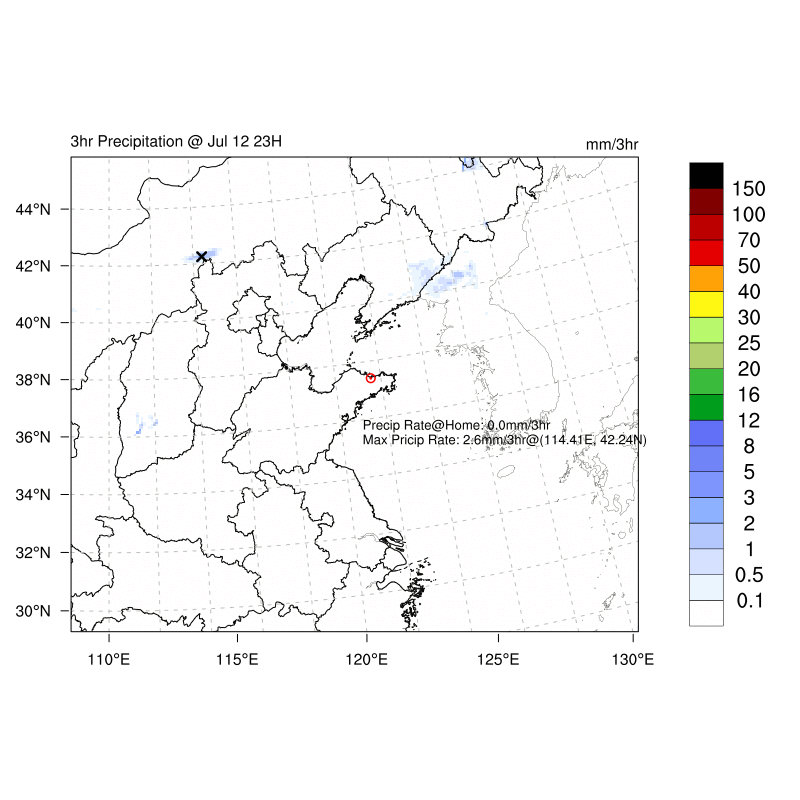 3hr Precipitation @ Jul 12 23H
mm/3hr
44°N
42°N
40°N
38°N
36°N
34°N
32°N
30°N
110°E
115°E
120°E
125°E
130°E
Precip Rate@Home: 0.0mm/3hr
Max Pricip Rate: 2.6mm/3hr@(114.41E, 42.24N)
150
100
70
50
40
30
25
20
16
12
8
5
3
2
1
0.5
0.1